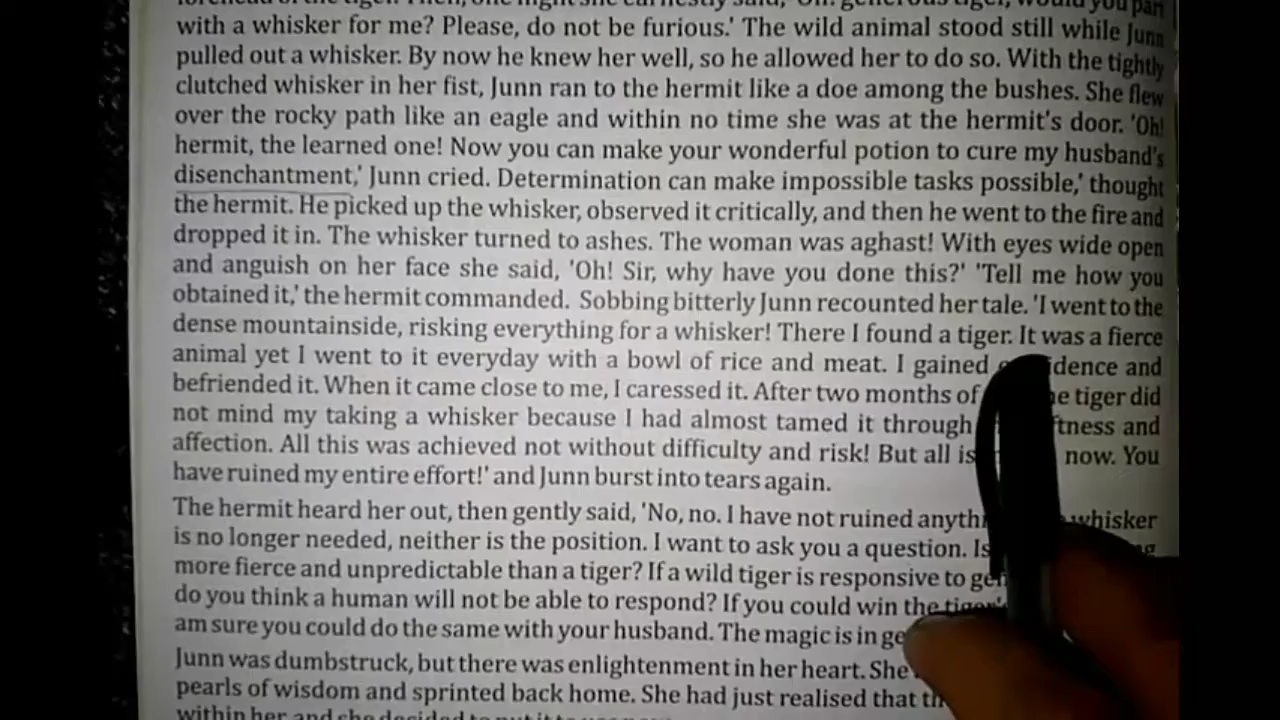 forehead of the tiger. Then, one night she earnestly said, 'Oh! generous tiger, would you part
with a whisker for me? Please, do not be furious.' The wild animal stood still while Junn
pulled out a whisker. By now he knew her well, so he allowed her to do so. With the tightly
clutched whisker in her fist, Junn ran to the hermit like a doe among the bushes. She flew
over the rocky path like an eagle and within no time she was at the hermit's door. 'Oh!
hermit, the learned one! Now you can make your wonderful potion to cure my husband's
disenchantment,' Junn cried. Determination can make impossible tasks possible,' thought
the hermit. He picked up the whisker, observed it critically, and then he went to the fire and
dropped it in. The whisker turned to ashes. The woman was aghast! With eyes wide open
and anguish on her face she said, 'Oh! Sir, why have you done this?' 'Tell me how you
obtained it,' the hermit commanded. Sobbing bitterly Junn recounted her tale. 'I went to the
dense mountainside, risking everything for a whisker! There I found a tiger. It was a fierce
animal yet I went to it everyday with a bowl of rice and meat. I gained and
befriended it. When it came close to me, I caressed it. After two months of tiger did
not mind my taking a whisker because I had almost tamed it through and
affection. All this was achieved not without difficulty and risk! But all is now. You
have ruined my entire effort!' and Junn burst into tears again.
The hermit heard her out, then gently said, 'No, no. I have not ruined whisker
is no longer needed, neither is the position. I want to ask you a question. Is
more fierce and unpredictable than a tiger? If a wild tiger is responsive to
do you think a human will not be able to respond? If you could win the tiger's
am sure you could do the same with your husband. The magic is in
Junn was dumbstruck, but there was enlightenment in her heart. She
pearls of wisdom and sprinted back home. She had just realised that
within her and she decided to put it to